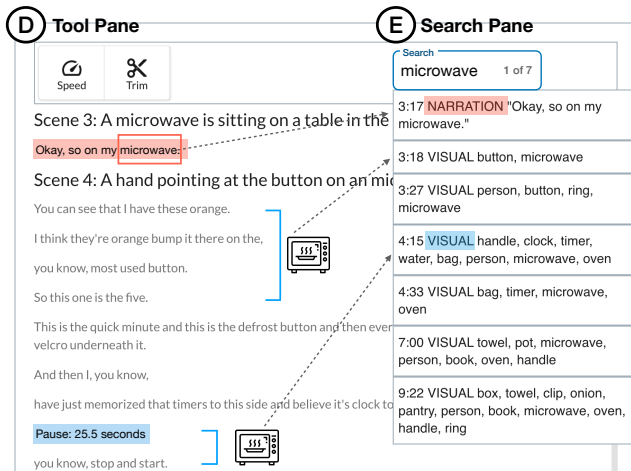 D Tool Pane
E Search Pane
Speed
Trim
Search
microwave 1 of 7
Scene 3: A microwave is sitting on a table in the
Okay, so on my microwave.
Scene 4: A hand pointing at the button on an mic
You can see that I have these orange.
I think they're orange bump it there on the,
you know, most used button.
So this one is the five.
This is the quick minute and this is the defrost button and then ever
velcro underneath it.
And then I, you know,
have just memorized that timers to this side and believe it's clock to
Pause: 25.5 seconds
you know, stop and start.
3:17 NARRATION "Okay, so on my
microwave."
3:18 VISUAL button, microwave
3:27 VISUAL person, button, ring,
microwave
4:15 VISUAL handle, clock, timer,
water, bag, person, microwave, oven
4:33 VISUAL bag, timer, microwave,
oven
7:00 VISUAL towel, pot, microwave,
person, book, oven, handle
9:22 VISUAL box, towel, clip, onion,
pantry, person, book, microwave, oven,
handle, ring